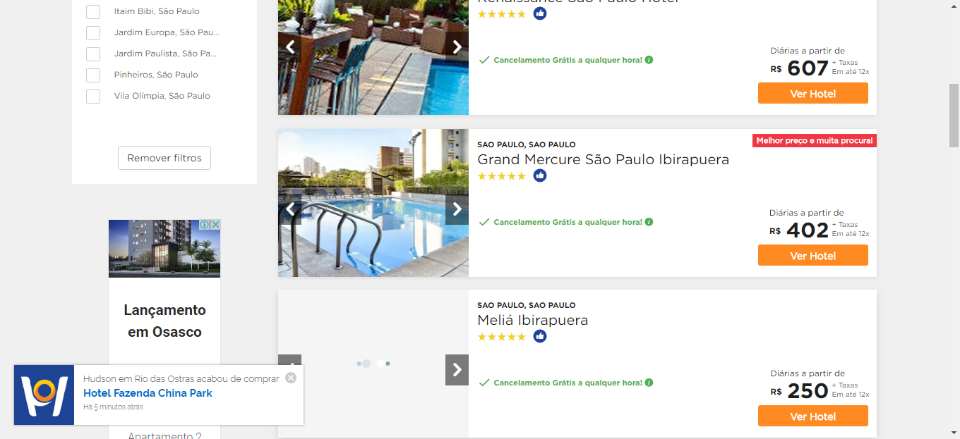 Itaim Bibi, São Paulo
Jardim Europa, São Pau...
Jardim Paulista, São Pa...
Pinheiros, São Paulo
Vila Olímpia, São Paulo
Remover filtros
Lançamento
em Osasco
Apartamento 2
Hudson em Rio das Ostras acabou de comprar
Hotel Fazenda China Park
Há 5 minutos atrás
Renaissance São Paulo Hotel
Cancelamento Grátis a qualquer hora!
Diárias a partir de
R$ 607 + Taxas
Em até 12x
Ver Hotel
SAO PAULO, SAO PAULO
Melhor preço e muita procura!
Grand Mercure São Paulo Ibirapuera
Cancelamento Grátis a qualquer hora!
Diárias a partir de
R$ 402 + Taxas
Em até 12x
Ver Hotel
SAO PAULO, SAO PAULO
Meliá Ibirapuera
Cancelamento Grátis a qualquer hora!
Diárias a partir de
R$ 250 + Taxas
Em até 12x
Ver Hotel